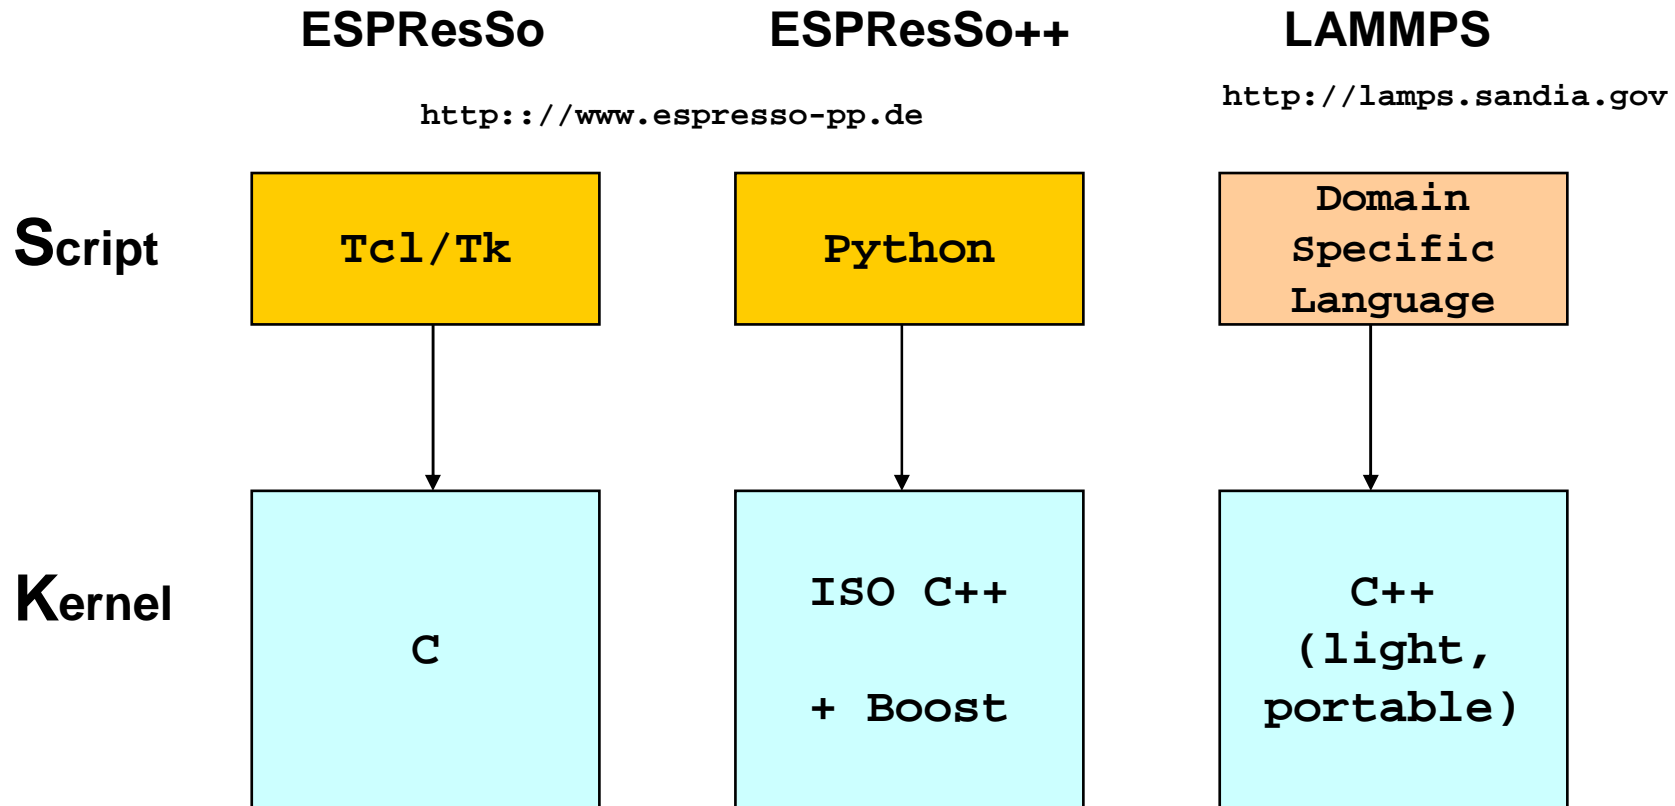 ESPResSo ESPResSo++ LAMMPS
http:://www.espresso-pp.de http://lamps.sandia.gov
Script
Tcl/Tk
Python
Domain
Specific
Language
Kernel
C
ISO C++
+ Boost
C++
(light,
portable)